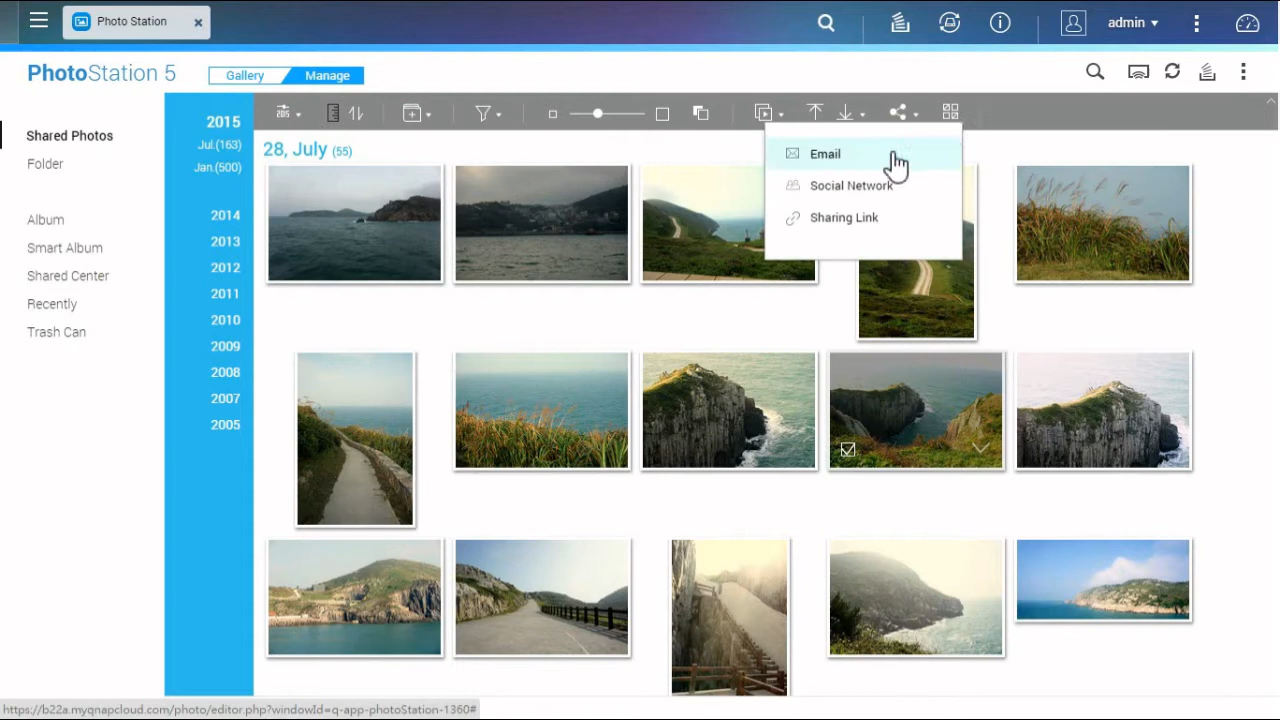 Photo Station
admin
PhotoStation 5
Gallery
Manage
Shared Photos
Folder
Album
Smart Album
Shared Center
Recently
Trash Can
2015
Jul.(163)
Jan.(500)
2014
2013
2012
2011
2010
2009
2008
2007
2005
2015
28, July (55)
Email
Social Network
Sharing Link
https://b22a.myqnapcloud.com/photo/editor.php?windowId=q-app-photoStation-1360#